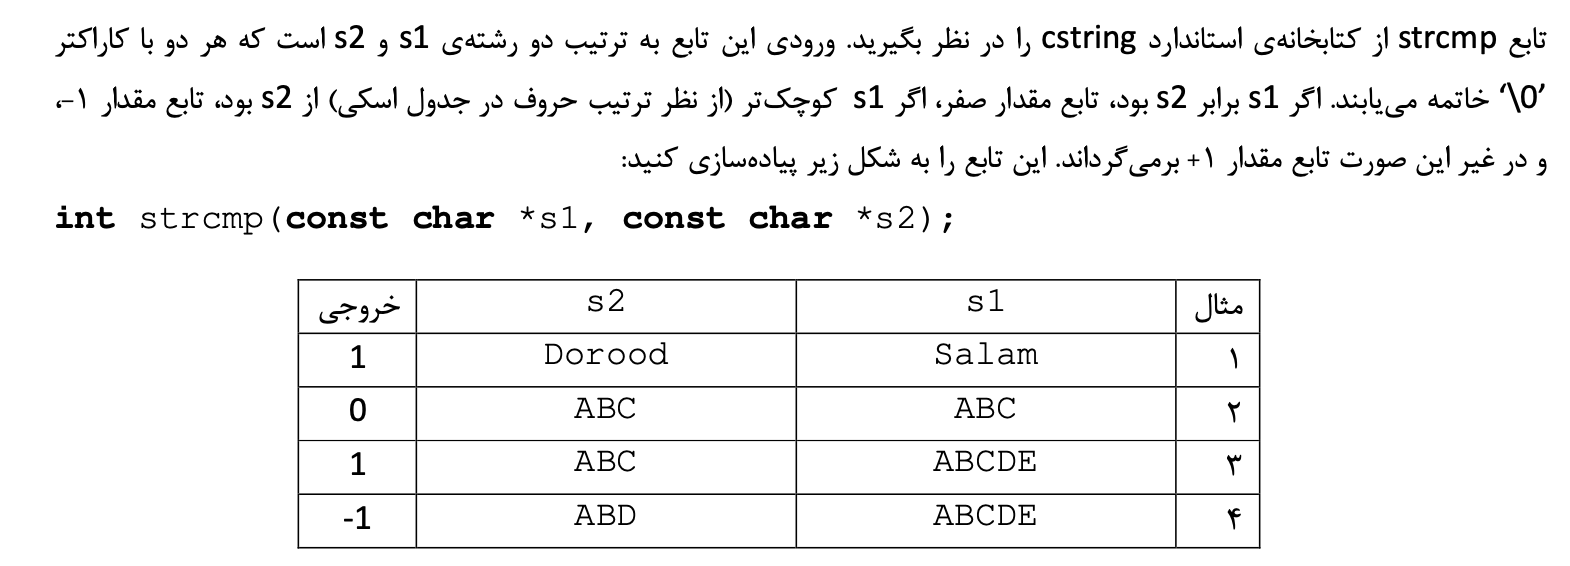 تابع strcmp از کتابخانه‌ی استاندارد cstring را در نظر بگیرید. ورودی این تابع به ترتیب دو رشته‌ی s1 و s2 است که هر دو با کاراکتر
'\0' خاتمه می‌یابند. اگر s1 برابر s2 بود، تابع مقدار صفر، اگر s1 کوچک‌تر (از نظر ترتیب حروف در جدول اسکی) از s2 بود، تابع مقدار ۱-،
و در غیر این صورت تابع مقدار ۱+ برمی‌گرداند. این تابع را به شکل زیر پیاده‌سازی کنید:
int strcmp(const char *s1, const char *s2);
مثال s1 s2 خروجی
۱ Salam Dorood 1
۲ ABC ABC 0
۳ ABCDE ABC 1
۴ ABCDE ABD -1